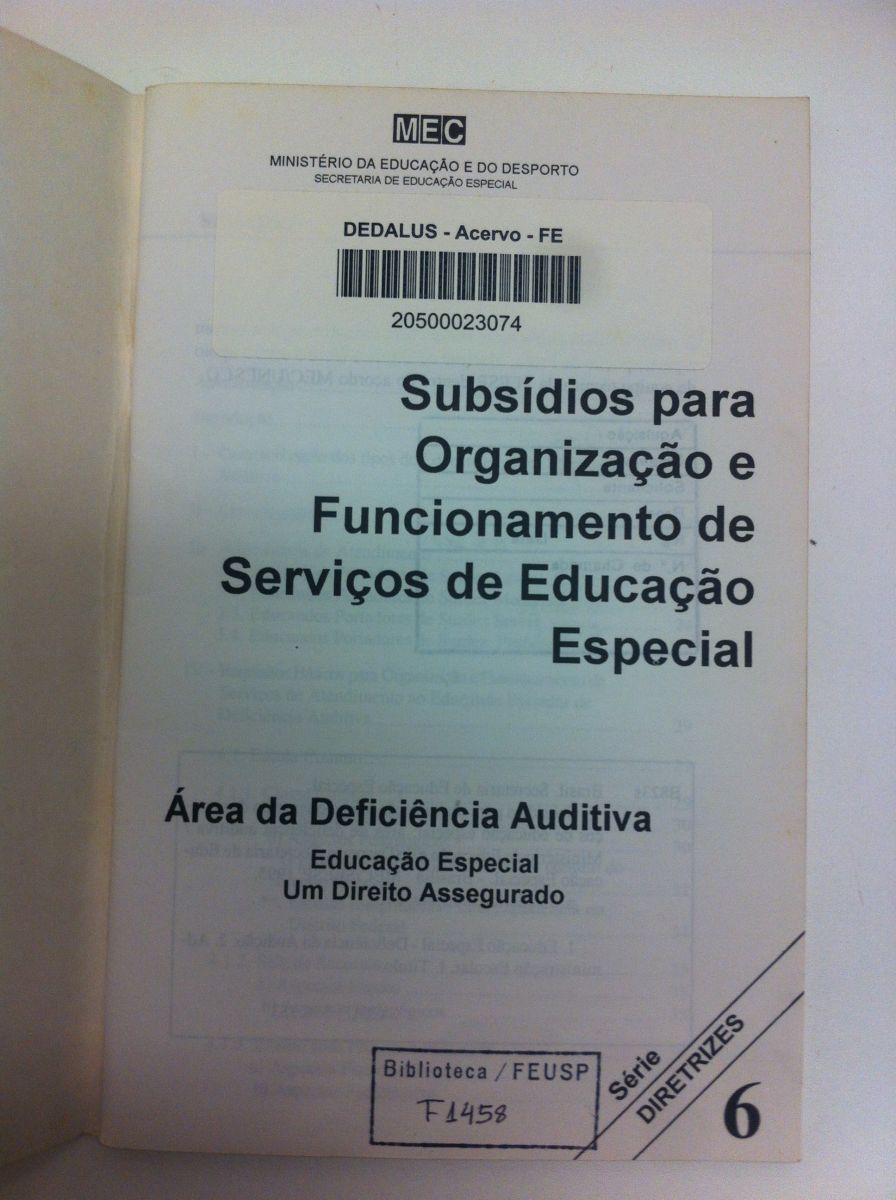 MEC
MINISTÉRIO DA EDUCAÇÃO E DO DESPORTO
SECRETARIA DE EDUCAÇÃO ESPECIAL
DEDALUS - Acervo - FE
20500023074
Subsídios para
Organização e
Funcionamento de
Serviços de Educação
Especial
Área da Deficiência Auditiva
Educação Especial
Um Direito Assegurado
Série
DIRETRIZES
6
Biblioteca / FEUSP
F1458